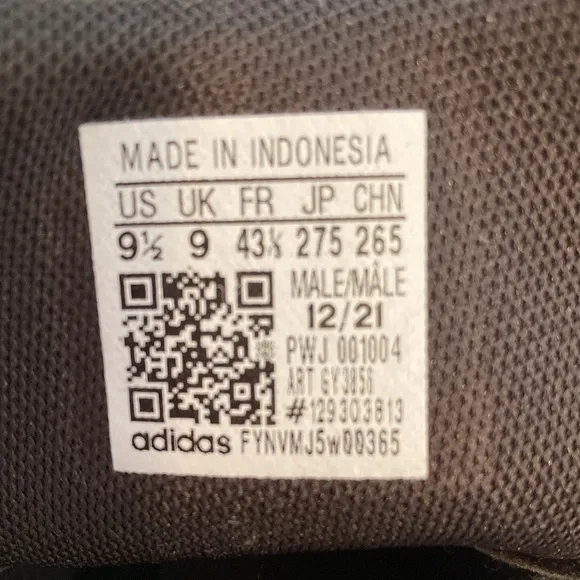 MADE IN INDONESIA
US UK FR JP CHN
9½ 9 43⅓ 275 265
MALE/MÂLE
12/21
PWJ 001004
ART GY3856
#129303813
adidas FYNVMJ5w00365